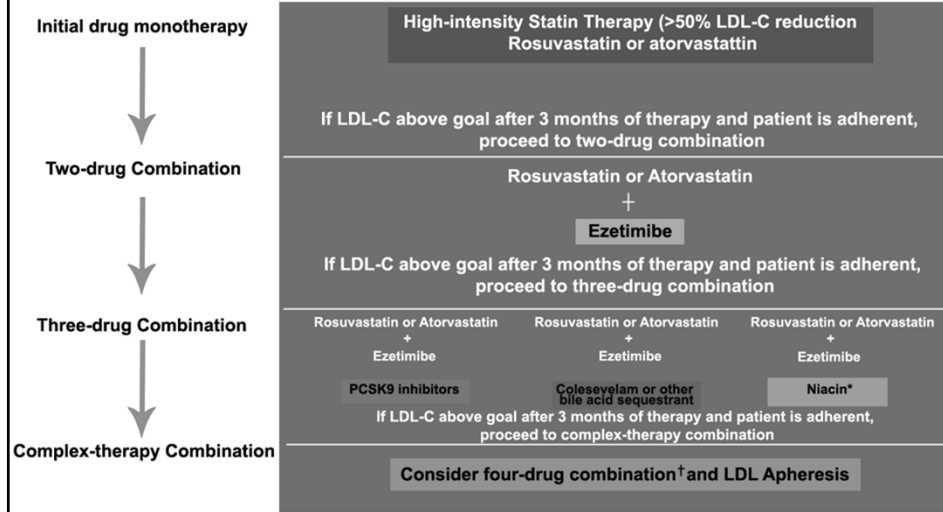 Initial drug monotherapy
High-intensity Statin Therapy (>50% LDL-C reduction
Rosuvastatin or atorvastattin
If LDL-C above goal after 3 months of therapy and patient is adherent,
proceed to two-drug combination
Two-drug Combination
Rosuvastatin or Atorvastatin
+
Ezetimibe
If LDL-C above goal after 3 months of therapy and patient is adherent,
proceed to three-drug combination
Three-drug Combination
Rosuvastatin or Atorvastatin
+
Ezetimibe
PCSK9 inhibitors
Rosuvastatin or Atorvastatin
+
Ezetimibe
Colesevelam or other
bile acid sequestrant
Rosuvastatin or Atorvastatin
+
Ezetimibe
Niacin*
If LDL-C above goal after 3 months of therapy and patient is adherent,
proceed to complex-therapy combination
Complex-therapy Combination
Consider four-drug combination† and LDL Apheresis